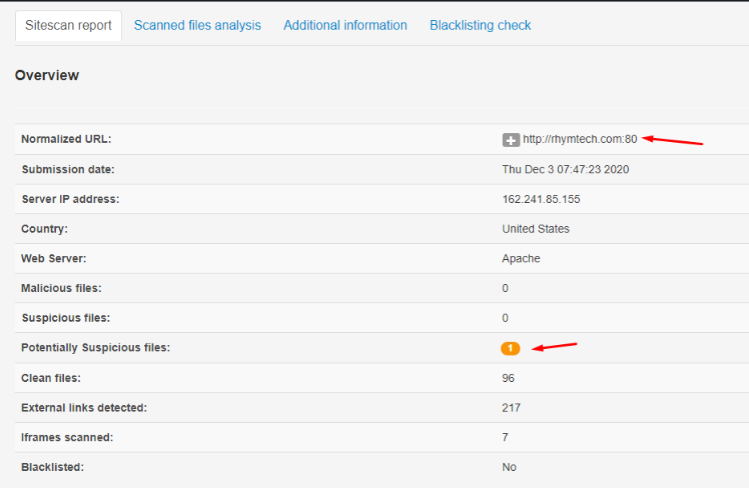 Sitescan report Scanned files analysis Additional information Blacklisting check
Overview
Normalized URL: http://rhymtech.com:80
Submission date: Thu Dec 3 07:47:23 2020
Server IP address: 162.241.85.155
Country: United States
Web Server: Apache
Malicious files: 0
Suspicious files: 0
Potentially Suspicious files: 1
Clean files: 96
External links detected: 217
Iframes scanned: 7
Blacklisted: No